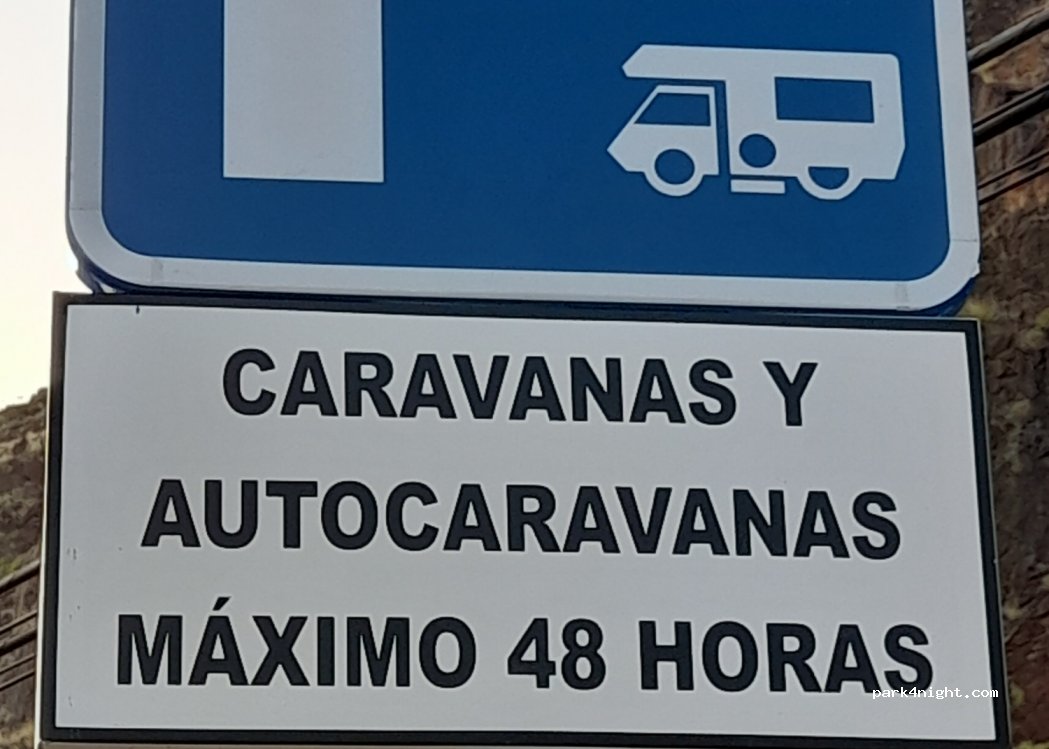 CARAVANAS Y
AUTOCARAVANAS
MÁXIMO 48 HORAS
park4night.com